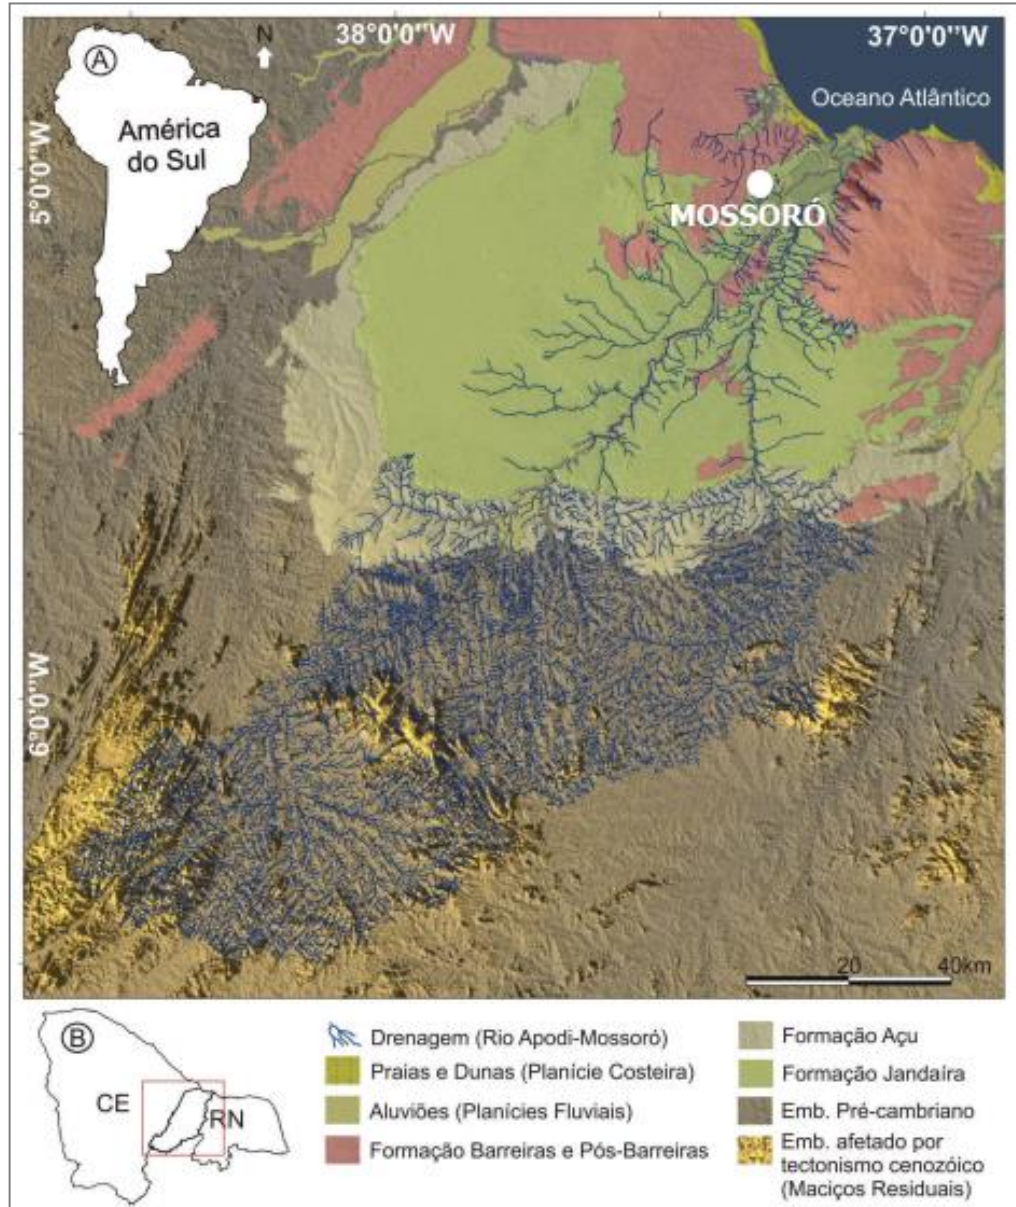 A
América
do Sul
N
38°0'0"W
37°0'0"W
Oceano Atlântico
5°0'0"W
MOSSORÓ
6°0'0"W
20
40km
B
CE
RN
Drenagem (Rio Apodi-Mossoró)
Praias e Dunas (Planície Costeira)
Aluviões (Planícies Fluviais)
Formação Barreiras e Pós-Barreiras
Formação Açu
Formação Jandaíra
Emb. Pré-cambriano
Emb. afetado por
tectonismo cenozóico
(Maciços Residuais)